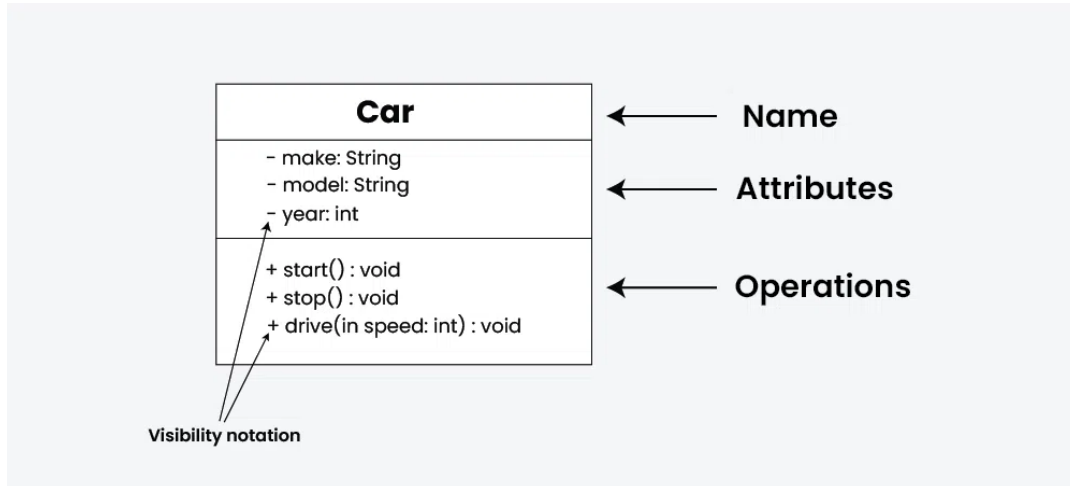 Car
- make: String
- model: String
- year: int
+ start() : void
+ stop() : void
+ drive(in speed: int) : void
Name
Attributes
Operations
Visibility notation